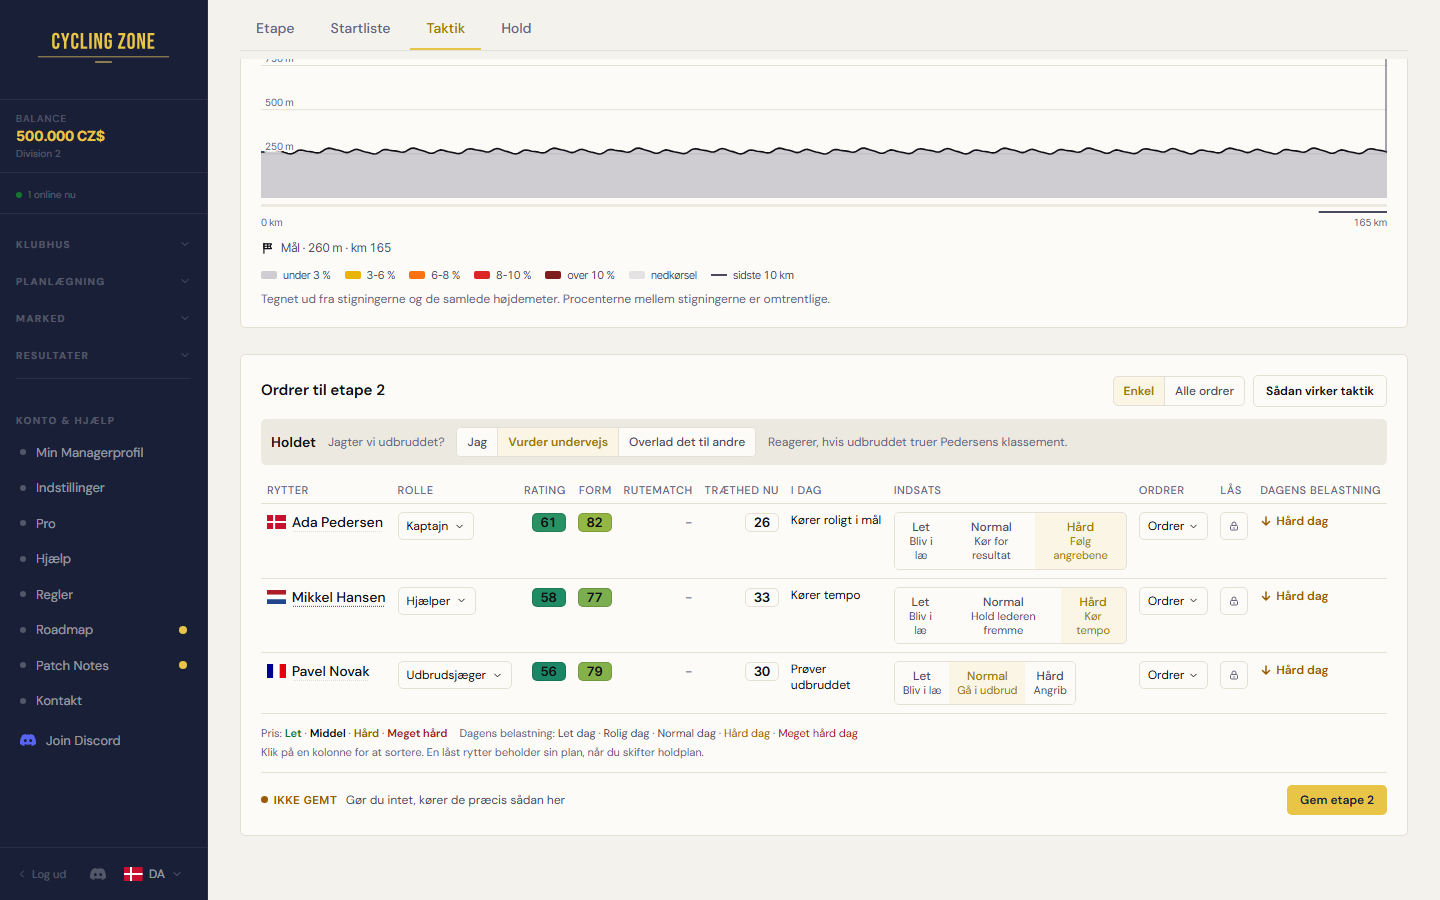 CYCLING ZONE
BALANCE
500.000 CZ$
Division 2
1 online nu
KLUBHUS
PLANLÆGNING
MARKED
RESULTATER
KONTO & HJÆLP
Min Managerprofil
Indstillinger
Pro
Hjælp
Regler
Roadmap
Patch Notes
Kontakt
Join Discord
Log ud DA
Etape Startliste Taktik Hold
750 m
500 m
250 m
0 km 165 km
Mål · 260 m · km 165
under 3 % 3-6 % 6-8 % 8-10 % over 10 % nedkørsel sidste 10 km
Tegnet ud fra stigningerne og de samlede højdemeter. Procenterne mellem stigningerne er omtrentlige.
Ordrer til etape 2 Enkel Alle ordrer Sådan virker taktik
Holdet Jagter vi udbruddet? Jag Vurder undervejs Overlad det til andre Reagerer, hvis udbruddet truer Pedersens klassement.
RYTTER ROLLE RATING FORM RUTEMATCH TRÆTHED NU I DAG INDSATS ORDRER LÅS DAGENS BELASTNING
Ada Pedersen Kaptajn 61 82 – 26 Kører roligt i mål Let Normal Hård Ordrer ↓ Hård dag
Bliv i Kør for Følg
læ resultat angrebene
Mikkel Hansen Hjælper 58 77 – 33 Kører tempo Let Normal Hård Ordrer ↓ Hård dag
Bliv i Hold lederen Kør
læ fremme tempo
Pavel Novak Udbrudsjæger 56 79 – 30 Prøver Let Normal Hård Ordrer ↓ Hård dag
udbruddet Bliv i læ Gå i udbrud Angrib
Pris: Let · Middel · Hård · Meget hård Dagens belastning: Let dag · Rolig dag · Normal dag · Hård dag · Meget hård dag
Klik på en kolonne for at sortere. En låst rytter beholder sin plan, når du skifter holdplan.
IKKE GEMT Gør du intet, kører de præcis sådan her Gem etape 2